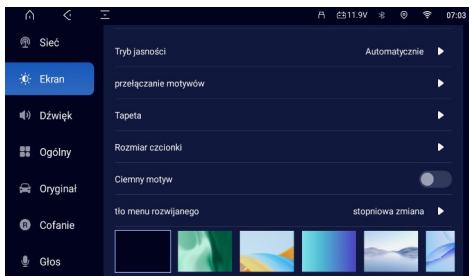 11.9V 07:03
Sieć
Ekran
Dźwięk
Ogólny
Oryginał
R Cofanie
Głos
Tryb jasności Automatycznie
przełączanie motywów
Tapeta
Rozmiar czcionki
Ciemny motyw
tło menu rozwijanego stopniowa zmiana